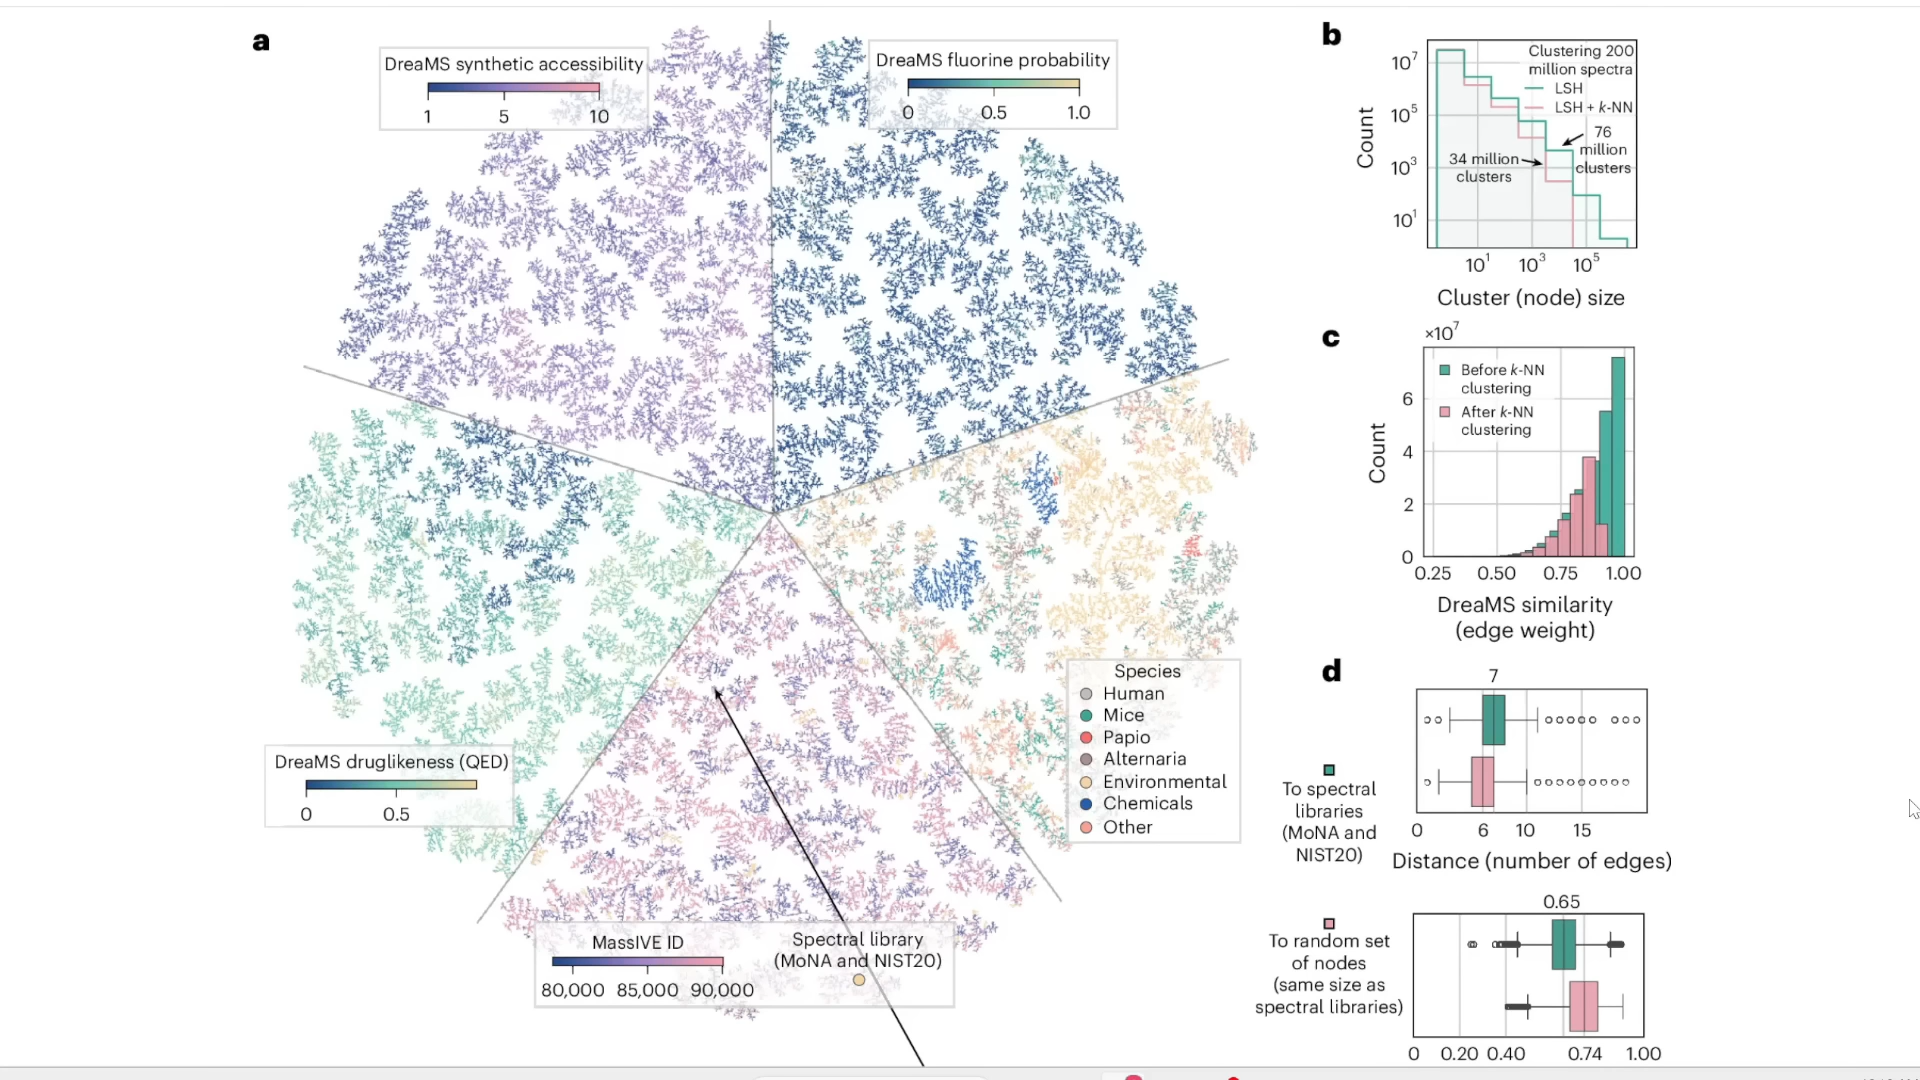 a
DreaMS synthetic accessibility
1 5 10
DreaMS fluorine probability
0 0.5 1.0
DreaMS druglikeness (QED)
0 0.5
MassIVE ID
80,000 85,000 90,000
Spectral library
(MoNA and NIST20)
Species
Human
Mice
Papio
Alternaria
Environmental
Chemicals
Other
b
Count
10⁷
10⁵
10³
10¹
Clustering 200
million spectra
LSH
LSH + k-NN
76
million
clusters
34 million
clusters
10¹ 10³ 10⁵
Cluster (node) size
c
×10⁷
Count
6
4
2
0
Before k-NN
clustering
After k-NN
clustering
0.25 0.50 0.75 1.00
DreaMS similarity
(edge weight)
d
7
To spectral
libraries
(MoNA and
NIST20)
0 6 10 15
Distance (number of edges)
0.65
To random set
of nodes
(same size as
spectral libraries)
0 0.20 0.40 0.74 1.00